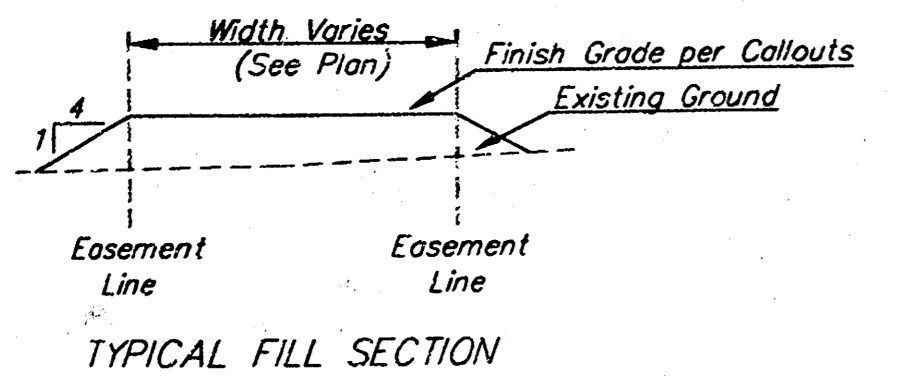 Width Varies
(See Plan)
Finish Grade per Callouts
Existing Ground
4
1
Easement
Line
Easement
Line
TYPICAL FILL SECTION